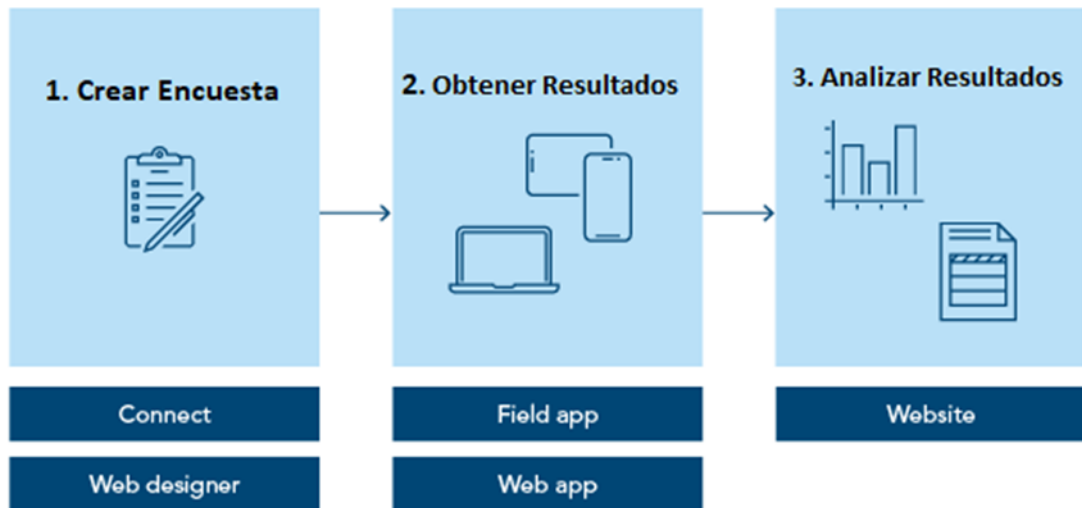 1. Crear Encuesta
2. Obtener Resultados
3. Analizar Resultados
Connect
Field app
Website
Web designer
Web app